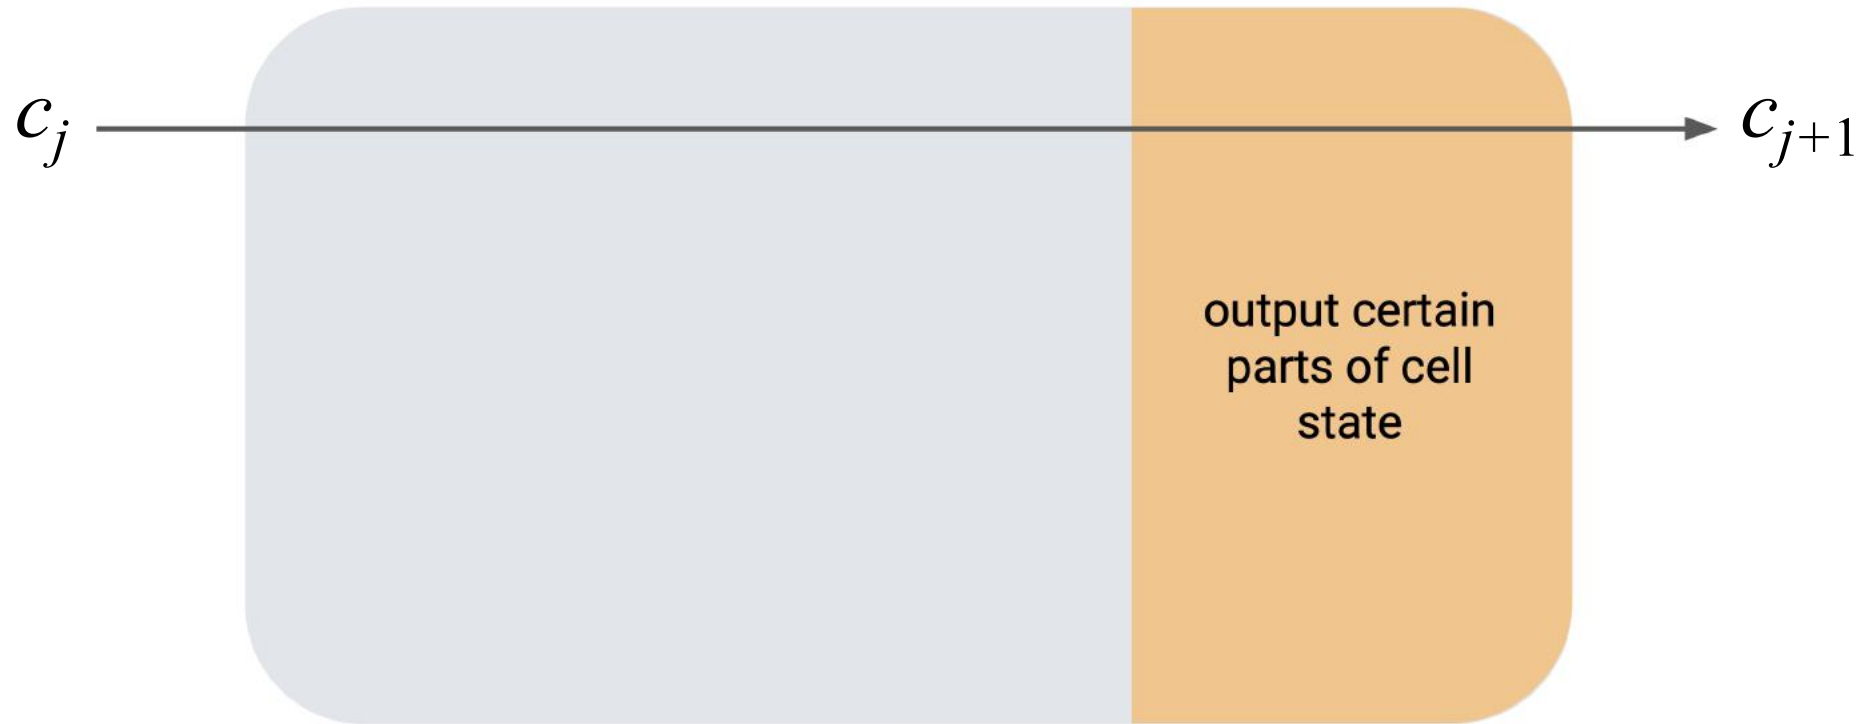 c_j
c_{j+1}
output certain
parts of cell
state